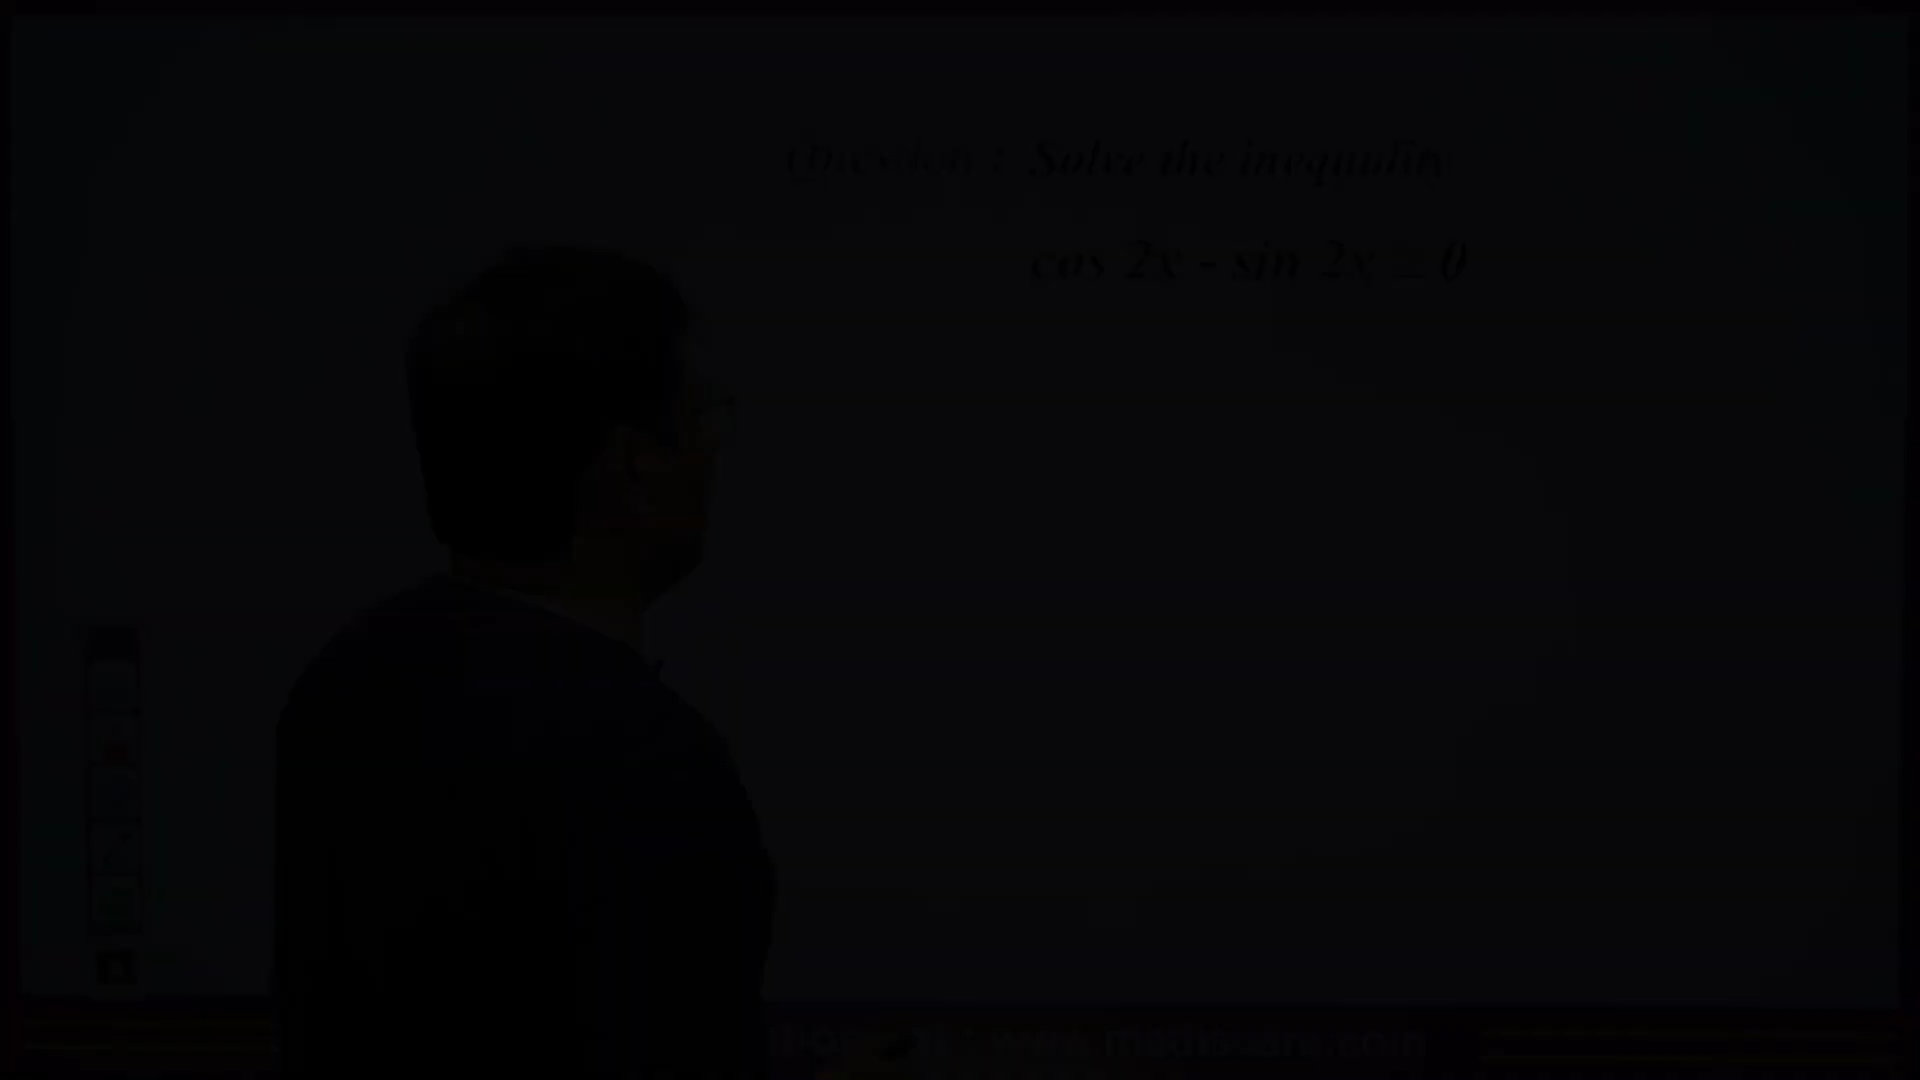 Question : Solve the inequality
cos 2x - sin 2x ≥ 0